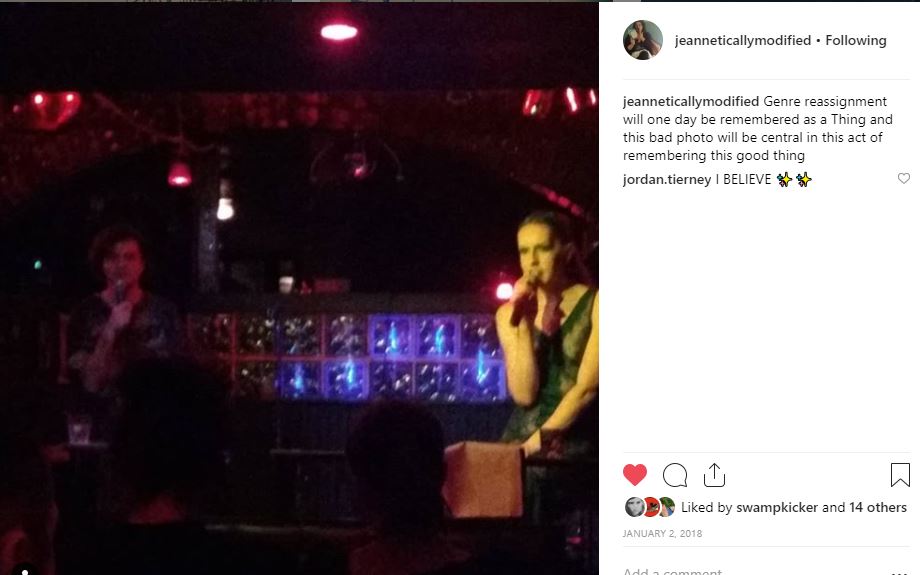 jeanneticallymodified • Following
jeanneticallymodified Genre reassignment
will one day be remembered as a Thing and
this bad photo will be central in this act of
remembering this good thing
jordan.tierney I BELIEVE ✨ ✨
Liked by swampkicker and 14 others
JANUARY 2, 2018
Add a comment...